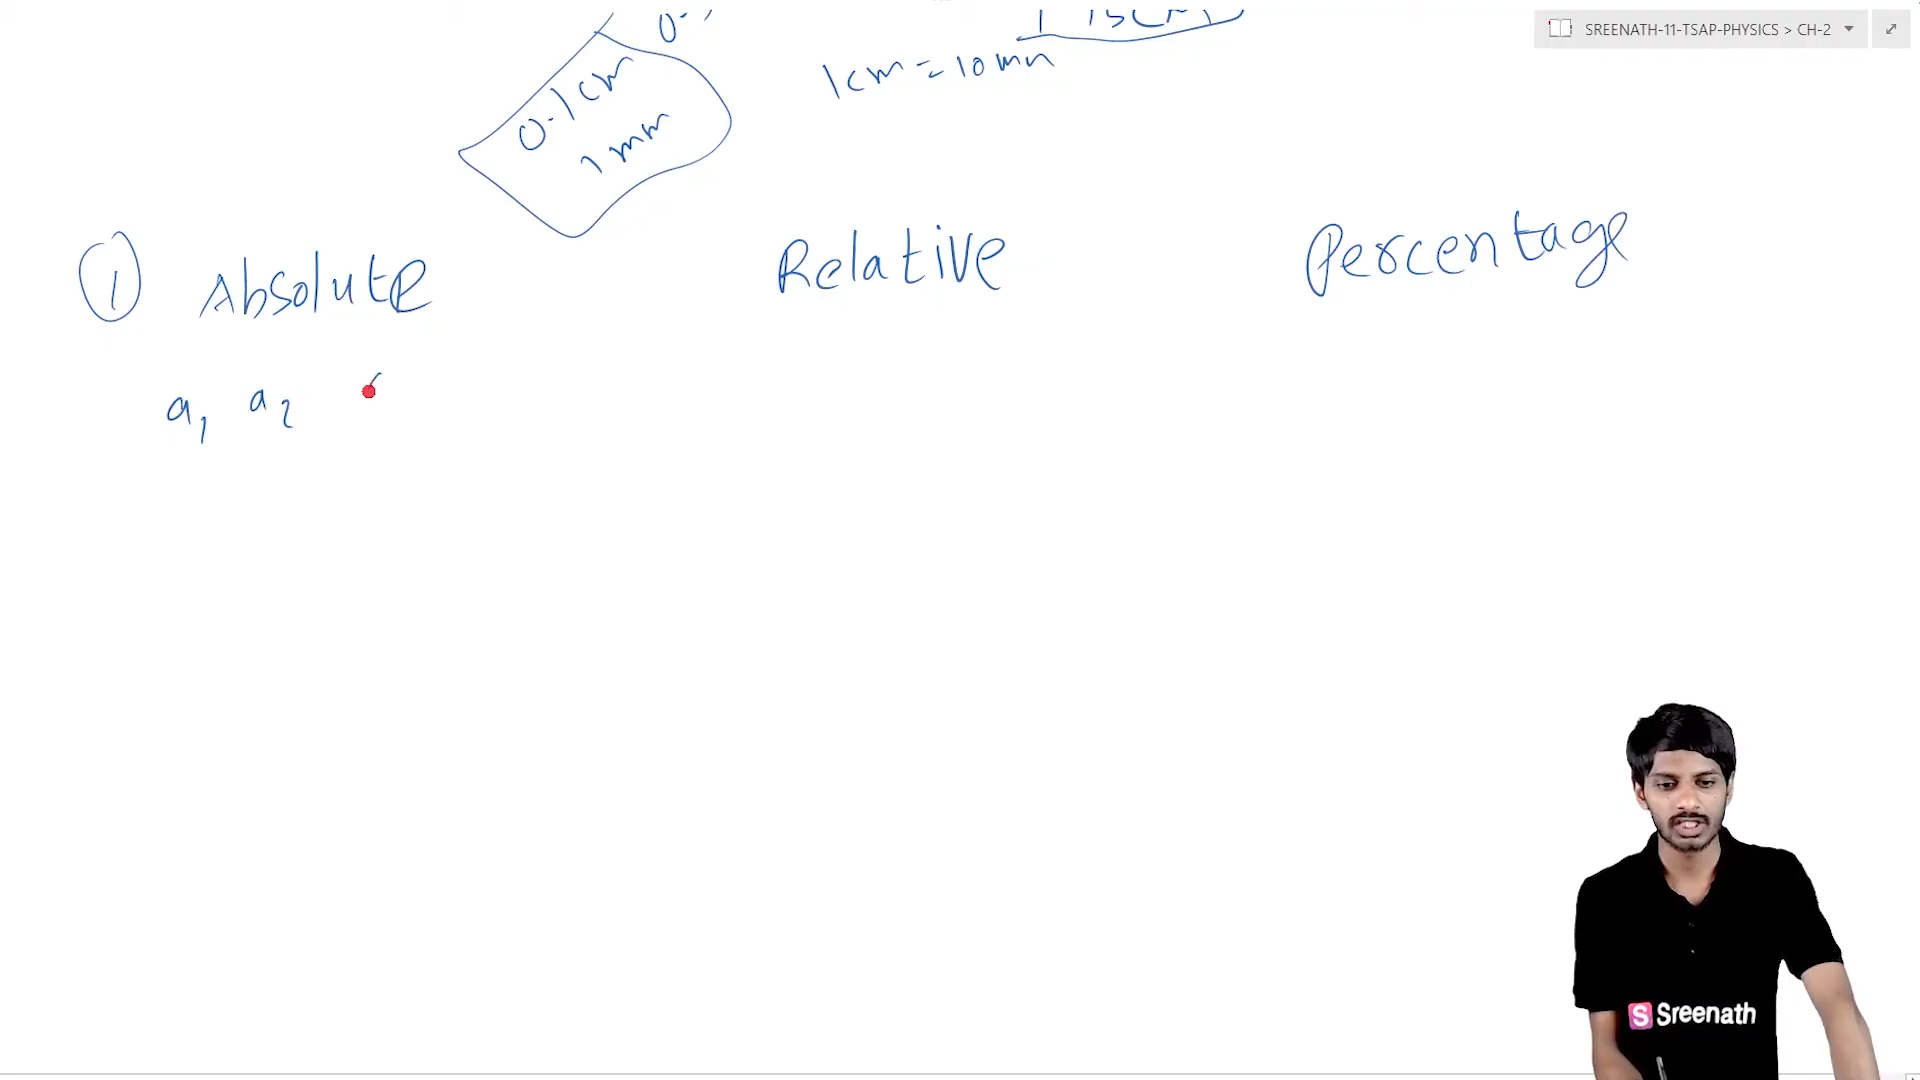 SREENATH-11-TSAP-PHYSICS > CH-2
1cm = 10mm
0.1cm
1mm
① Absolute Relative Percentage
a₁ a₂
S Sreenath